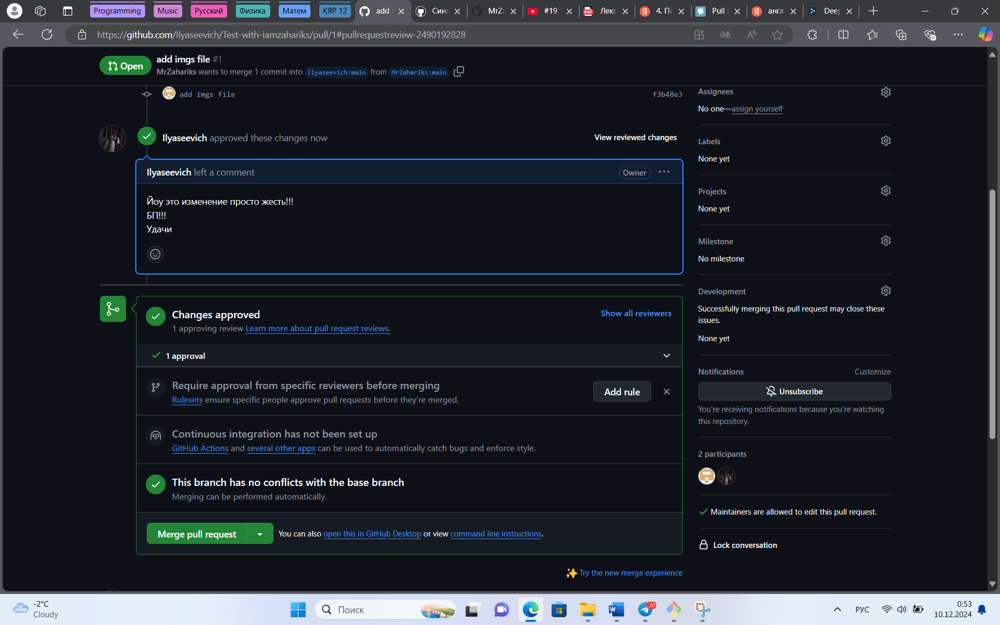 Programming Music Русский Физика Матем КЯР 12 add Синх MrZa #19 Лекц 4. По Pull англ Deep
https://github.com/Ilyaseevich/Test-with-iamzahariks/pull/1#pullrequestreview-2490192828
Open
add imgs file #1
MrZahariks wants to merge 1 commit into Ilyaseevich:main from MrZahariks:main
add imgs file f3b48e3
Ilyaseevich approved these changes now View reviewed changes
Ilyaseevich left a comment Owner
Йоу это изменение просто жесть!!!
БП!!!
Удачи
Changes approved Show all reviewers
1 approving review Learn more about pull request reviews.
1 approval
Require approval from specific reviewers before merging
Rulesets ensure specific people approve pull requests before they're merged.
Add rule
Continuous integration has not been set up
GitHub Actions and several other apps can be used to automatically catch bugs and enforce style.
This branch has no conflicts with the base branch
Merging can be performed automatically.
Merge pull request You can also open this in GitHub Desktop or view command line instructions.
Try the new merge experience
Assignees
No one—assign yourself
Labels
None yet
Projects
None yet
Milestone
No milestone
Development
Successfully merging this pull request may close these
issues.
None yet
Notifications Customize
Unsubscribe
You're receiving notifications because you're watching
this repository.
2 participants
Maintainers are allowed to edit this pull request.
Lock conversation
-2°C
Cloudy
Поиск
97
РУС
0:53
10.12.2024